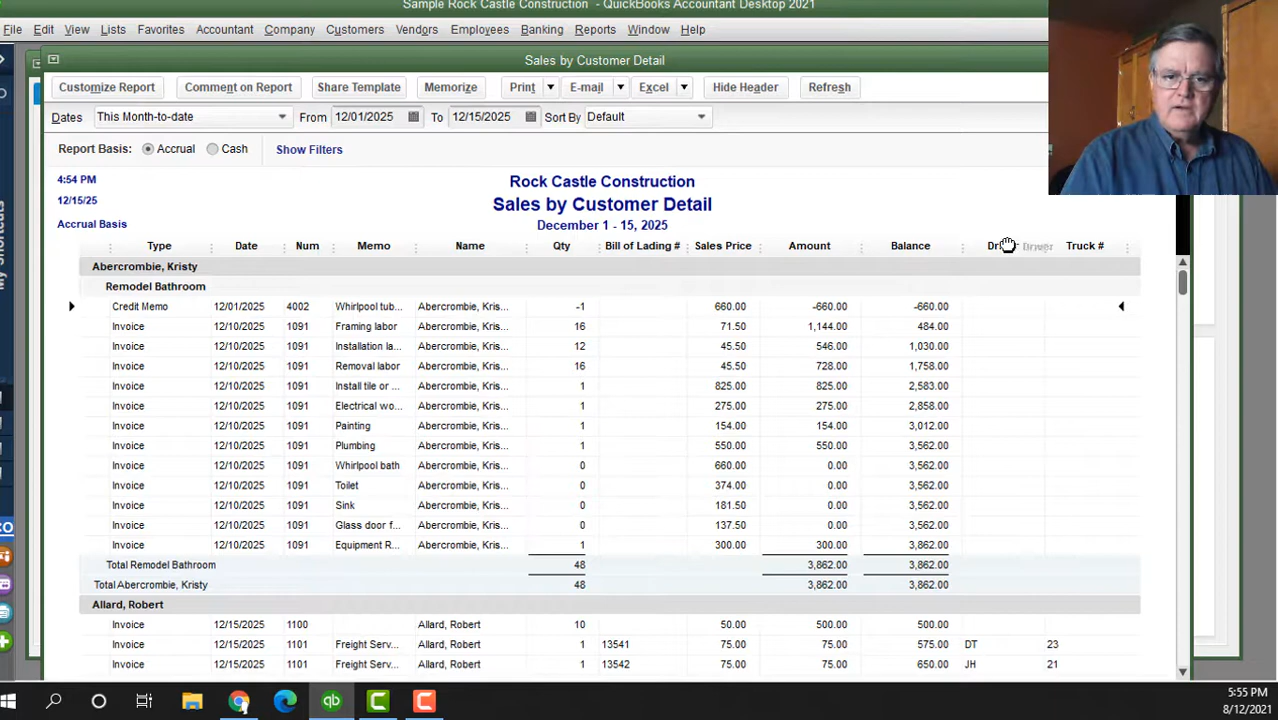 Sample Rock Castle Construction - QuickBooks Accountant Desktop 2021
File Edit View Lists Favorites Accountant Company Customers Vendors Employees Banking Reports Window Help
Sales by Customer Detail
Customize Report Comment on Report Share Template Memorize Print E-mail Excel Hide Header Refresh
Dates This Month-to-date From 12/01/2025 To 12/15/2025 Sort By Default
Report Basis: Accrual Cash Show Filters
4:54 PM Rock Castle Construction
12/15/25 Sales by Customer Detail
Accrual Basis December 1 - 15, 2025
Type Date Num Memo Name Qty Bill of Lading # Sales Price Amount Balance Driver Truck #
Abercrombie, Kristy
Remodel Bathroom
Credit Memo 12/01/2025 4002 Whirlpool tub... Abercrombie, Kris... -1 660.00 -660.00 -660.00
Invoice 12/10/2025 1091 Framing labor Abercrombie, Kris... 16 71.50 1,144.00 484.00
Invoice 12/10/2025 1091 Installation la... Abercrombie, Kris... 12 45.50 546.00 1,030.00
Invoice 12/10/2025 1091 Removal labor Abercrombie, Kris... 16 45.50 728.00 1,758.00
Invoice 12/10/2025 1091 Install tile or ... Abercrombie, Kris... 1 825.00 825.00 2,583.00
Invoice 12/10/2025 1091 Electrical wo... Abercrombie, Kris... 1 275.00 275.00 2,858.00
Invoice 12/10/2025 1091 Painting Abercrombie, Kris... 1 154.00 154.00 3,012.00
Invoice 12/10/2025 1091 Plumbing Abercrombie, Kris... 1 550.00 550.00 3,562.00
Invoice 12/10/2025 1091 Whirlpool bath Abercrombie, Kris... 0 660.00 0.00 3,562.00
Invoice 12/10/2025 1091 Toilet Abercrombie, Kris... 0 374.00 0.00 3,562.00
Invoice 12/10/2025 1091 Sink Abercrombie, Kris... 0 181.50 0.00 3,562.00
Invoice 12/10/2025 1091 Glass door f... Abercrombie, Kris... 0 137.50 0.00 3,562.00
Invoice 12/10/2025 1091 Equipment R... Abercrombie, Kris... 1 300.00 300.00 3,862.00
Total Remodel Bathroom 48 3,862.00 3,862.00
Total Abercrombie, Kristy 48 3,862.00 3,862.00
Allard, Robert
Invoice 12/15/2025 1100 Allard, Robert 10 50.00 500.00 500.00
Invoice 12/15/2025 1101 Freight Serv... Allard, Robert 1 13541 75.00 75.00 575.00 DT 23
Invoice 12/15/2025 1101 Freight Serv... Allard, Robert 1 13542 75.00 75.00 650.00 JH 21
My Shortcuts
CO
qb
5:55 PM
8/12/2021